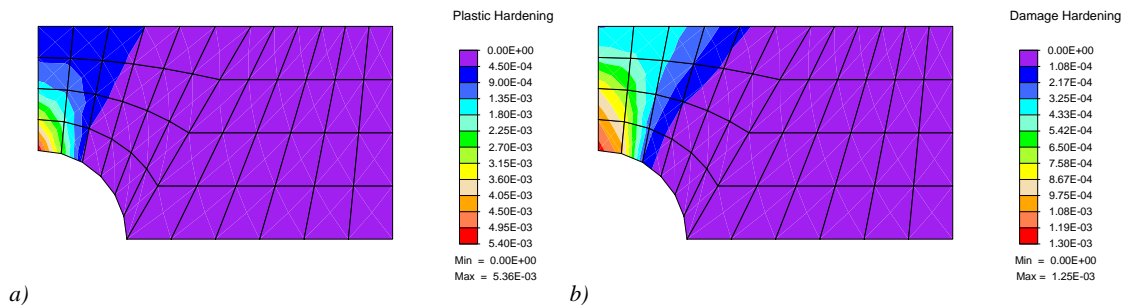 Plastic Hardening
0.00E+00
4.50E-04
9.00E-04
1.35E-03
1.80E-03
2.25E-03
2.70E-03
3.15E-03
3.60E-03
4.05E-03
4.50E-03
4.95E-03
5.40E-03
Min = 0.00E+00
Max = 5.36E-03
a)
Damage Hardening
0.00E+00
1.08E-04
2.17E-04
3.25E-04
4.33E-04
5.42E-04
6.50E-04
7.58E-04
8.67E-04
9.75E-04
1.08E-03
1.19E-03
1.30E-03
Min = 0.00E+00
Max = 1.25E-03
b)